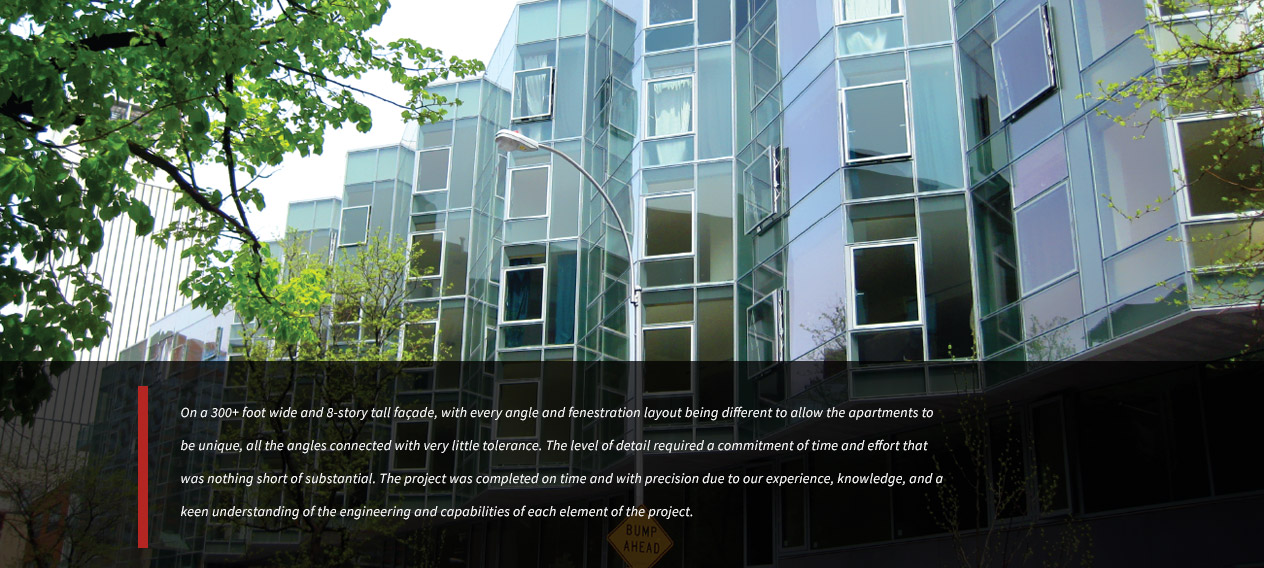 On a 300+ foot wide and 8-story tall façade, with every angle and fenestration layout being different to allow the apartments to
be unique, all the angles connected with very little tolerance. The level of detail required a commitment of time and effort that
was nothing short of substantial. The project was completed on time and with precision due to our experience, knowledge, and a
keen understanding of the engineering and capabilities of each element of the project.
BUMP
AHEAD